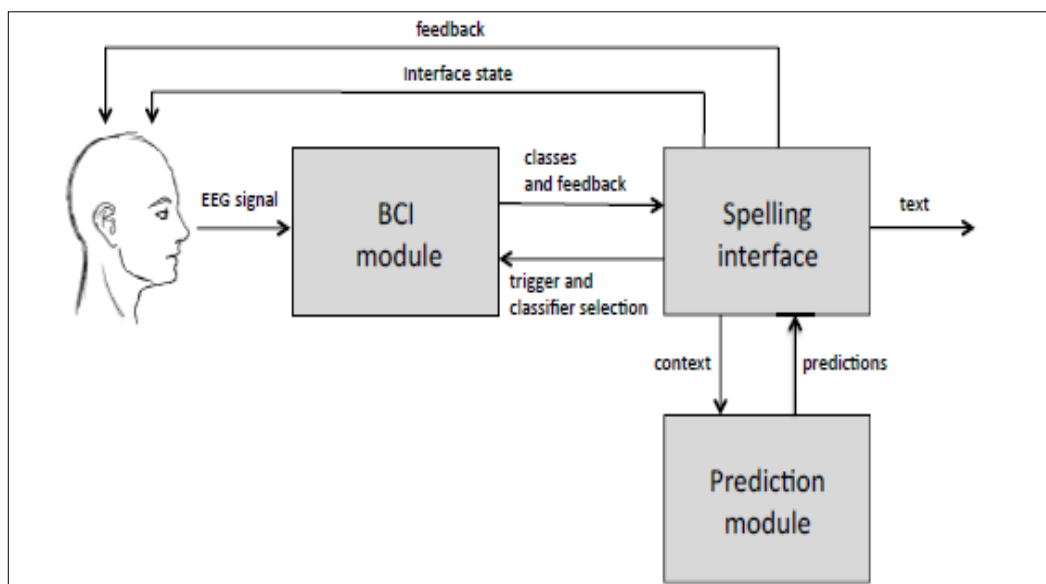 feedback
Interface state
EEG signal
BCI
module
classes
and feedback
trigger and
classifier selection
Spelling
interface
text
context
predictions
Prediction
module